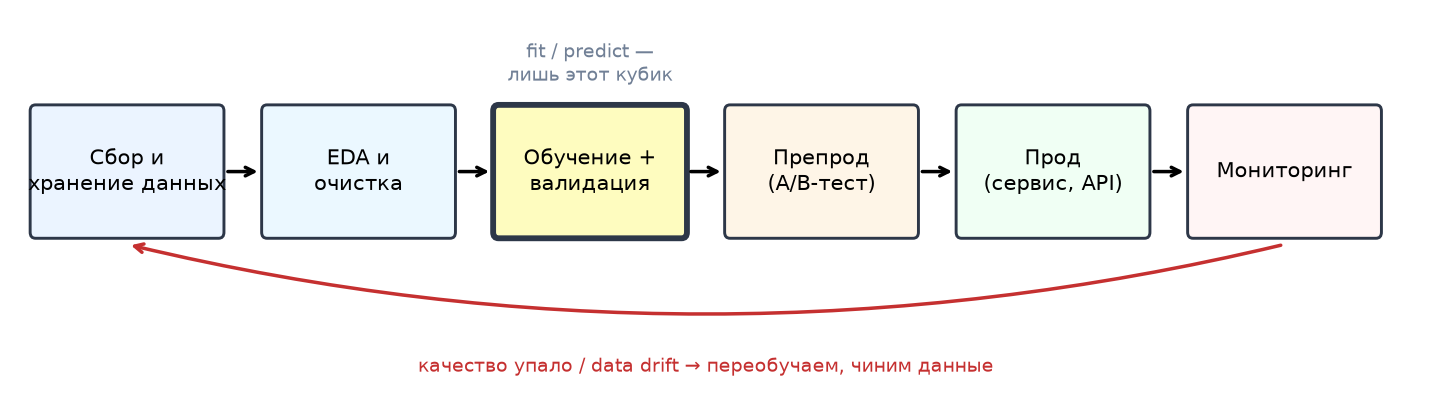 fit / predict —
лишь этот кубик
Сбор и
хранение данных
EDA и
очистка
Обучение +
валидация
Препрод
(A/B-тест)
Прод
(сервис, API)
Мониторинг
качество упало / data drift → переобучаем, чиним данные